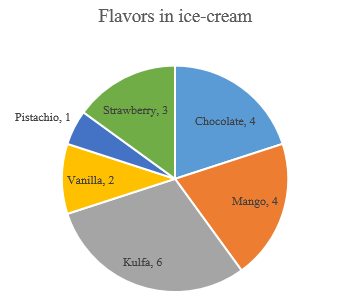 Flavors in ice-cream
Strawberry, 3
Pistachio, 1
Chocolate, 4
Vanilla, 2
Mango, 4
Kulfa, 6